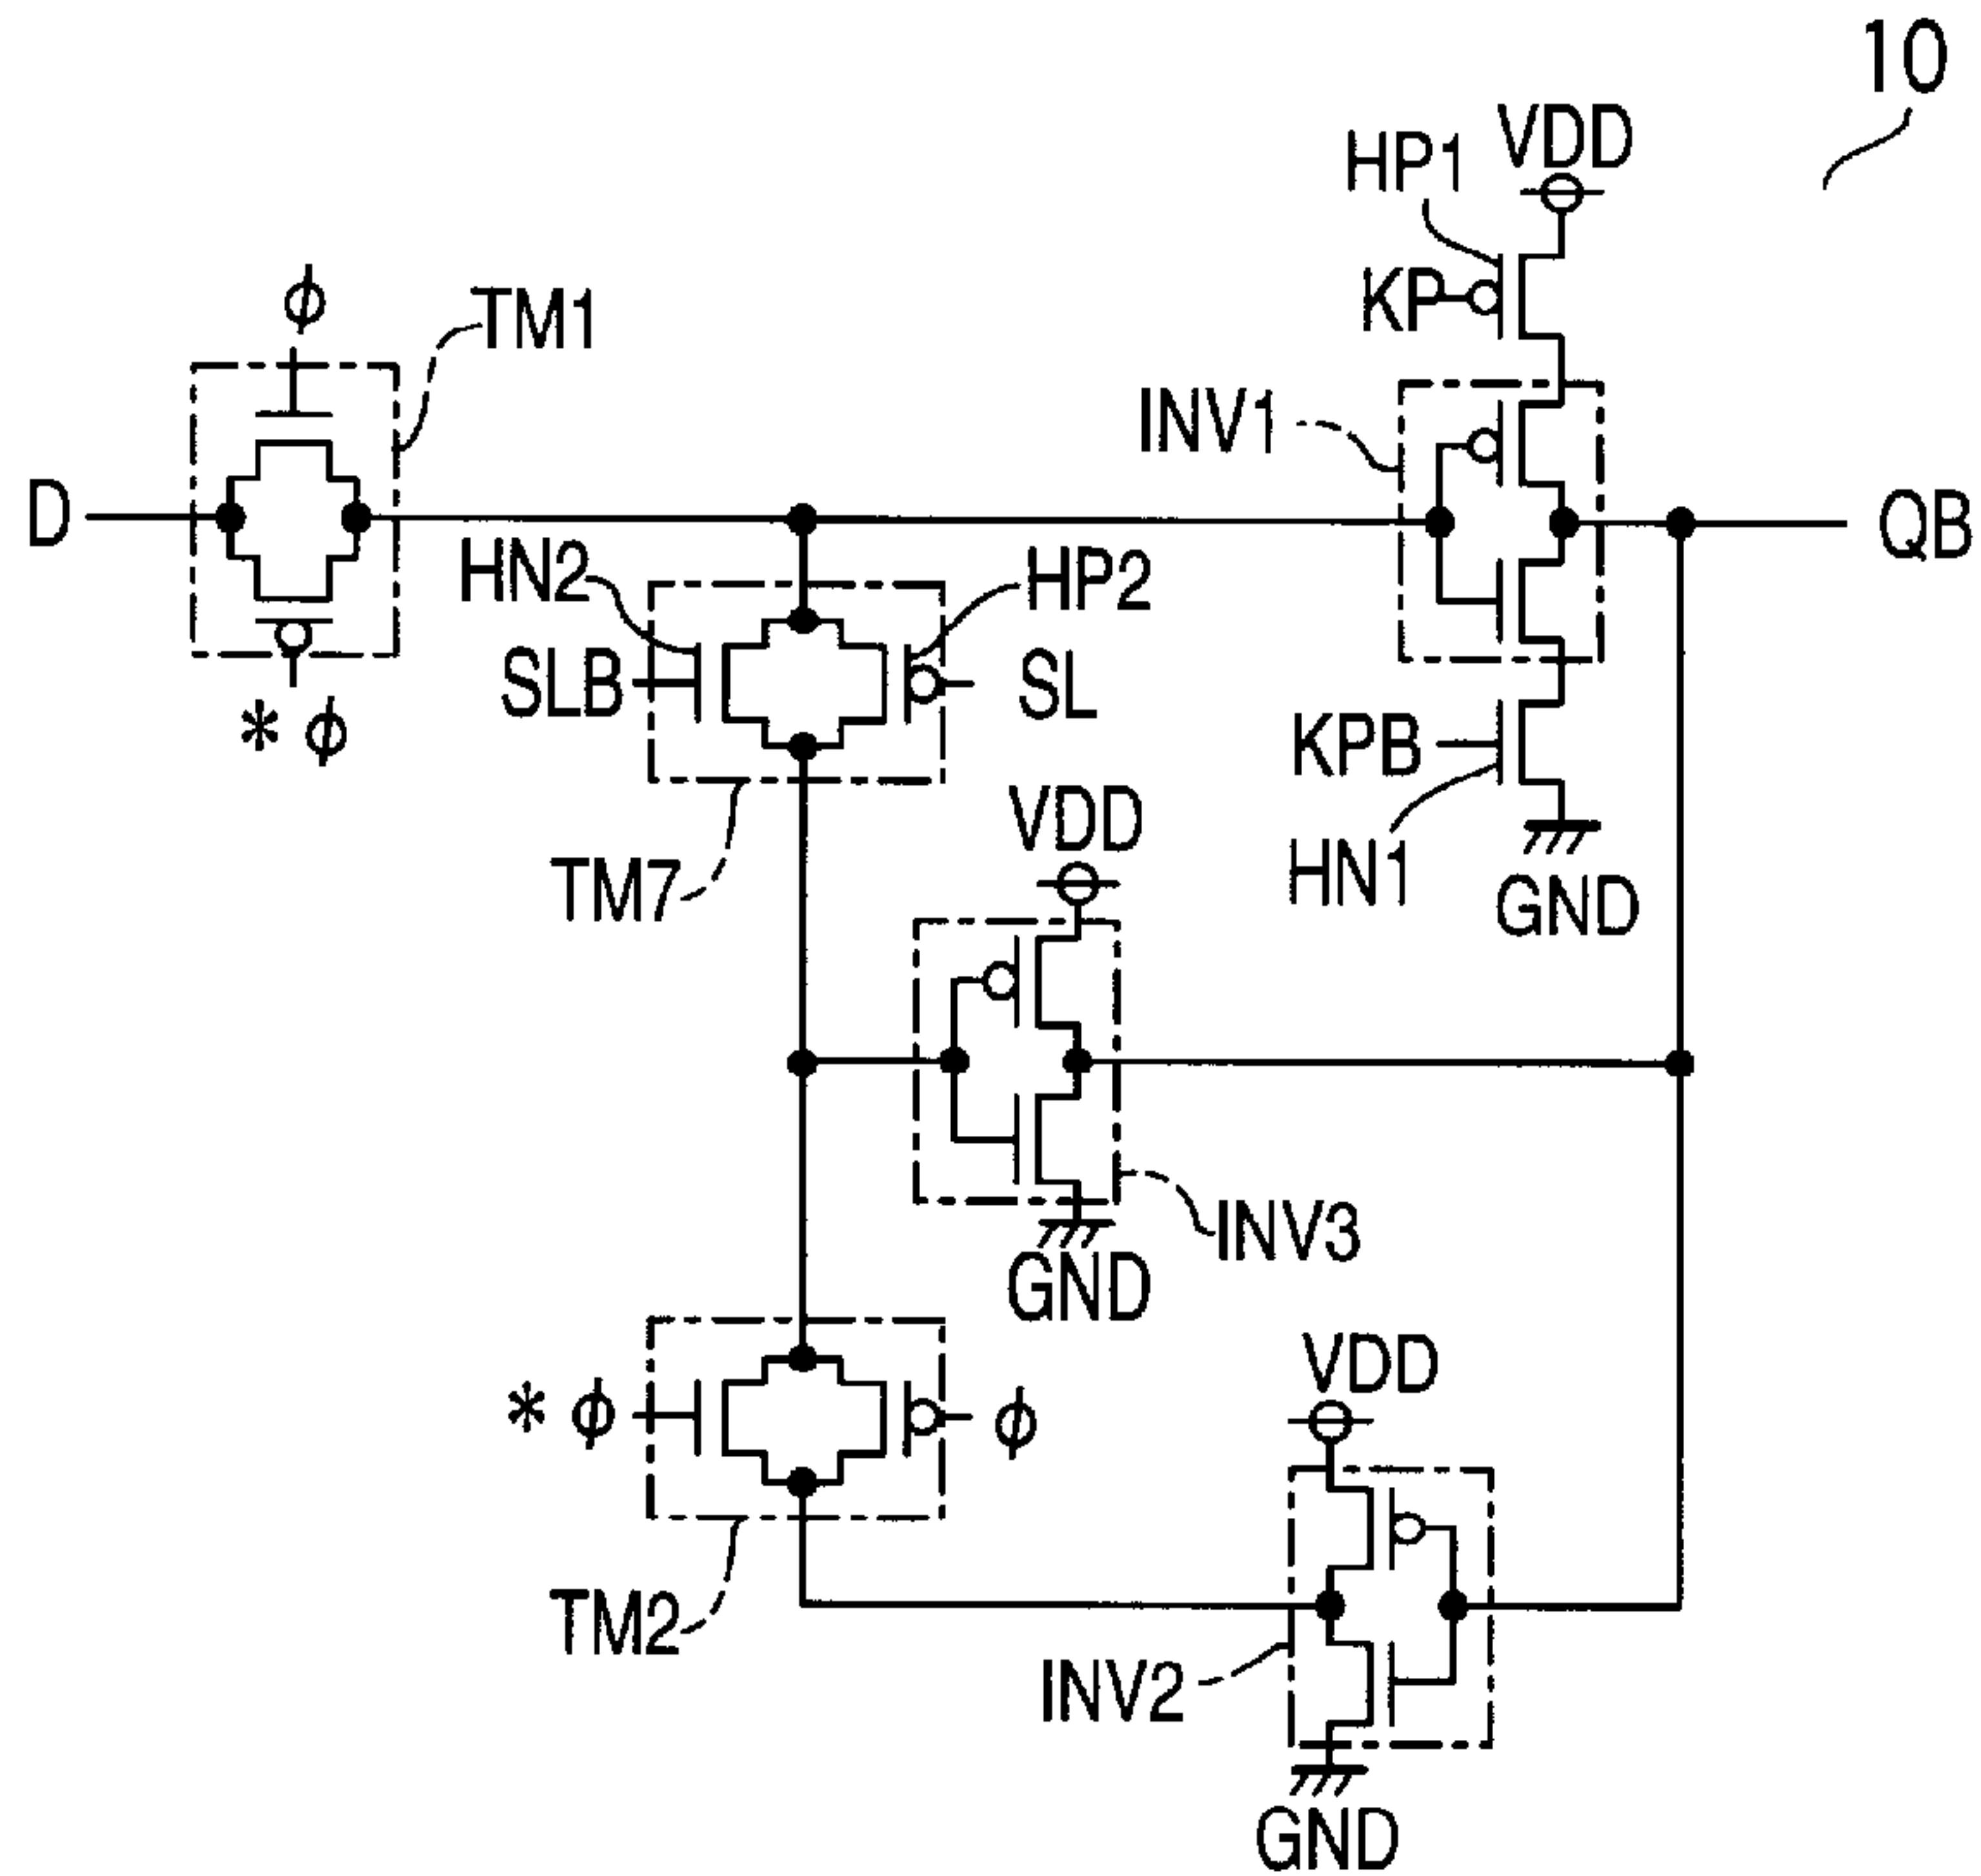 10
VDD
HP1
KP
φ
TM1
INV1
D
QB
HN2
HP2
SLB
SL
* φ
KPB
VDD
HN1
TM7
GND
INV3
GND
VDD
* φ
φ
TM2
INV2
GND